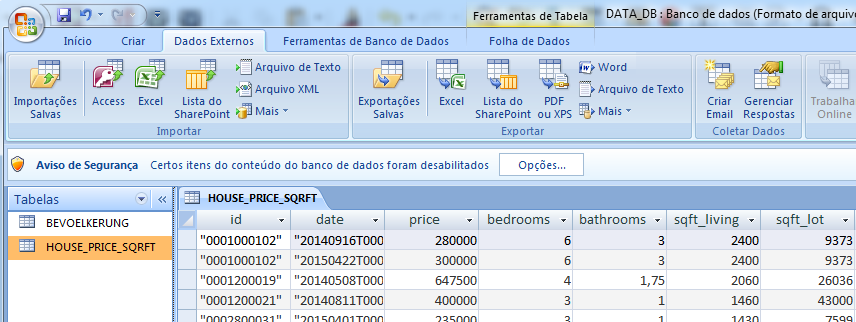 Ferramentas de Tabela DATA_DB : Banco de dados (Formato de arquivo
Início Criar Dados Externos Ferramentas de Banco de Dados Folha de Dados
Importações Salvas Access Excel Lista do SharePoint Arquivo de Texto Arquivo XML Mais
Exportações Salvas Excel Lista do SharePoint PDF ou XPS Word Arquivo de Texto Mais
Criar Email Gerenciar Respostas Trabalha Online
Importar Exportar Coletar Dados
Aviso de Segurança Certos itens do conteúdo do banco de dados foram desabilitados Opções...
Tabelas «
BEVOELKERUNG
HOUSE_PRICE_SQRFT
HOUSE_PRICE_SQRFT
id date price bedrooms bathrooms sqft_living sqft_lot
"0001000102" "20140916T000 280000 6 3 2400 9373
"0001000102" "20150422T000 300000 6 3 2400 9373
"0001200019" "20140508T000 647500 4 1,75 2060 26036
"0001200021" "20140811T000 400000 3 1 1460 43000
"0002800031" "20150401T000 235000 3 1 1430 7599